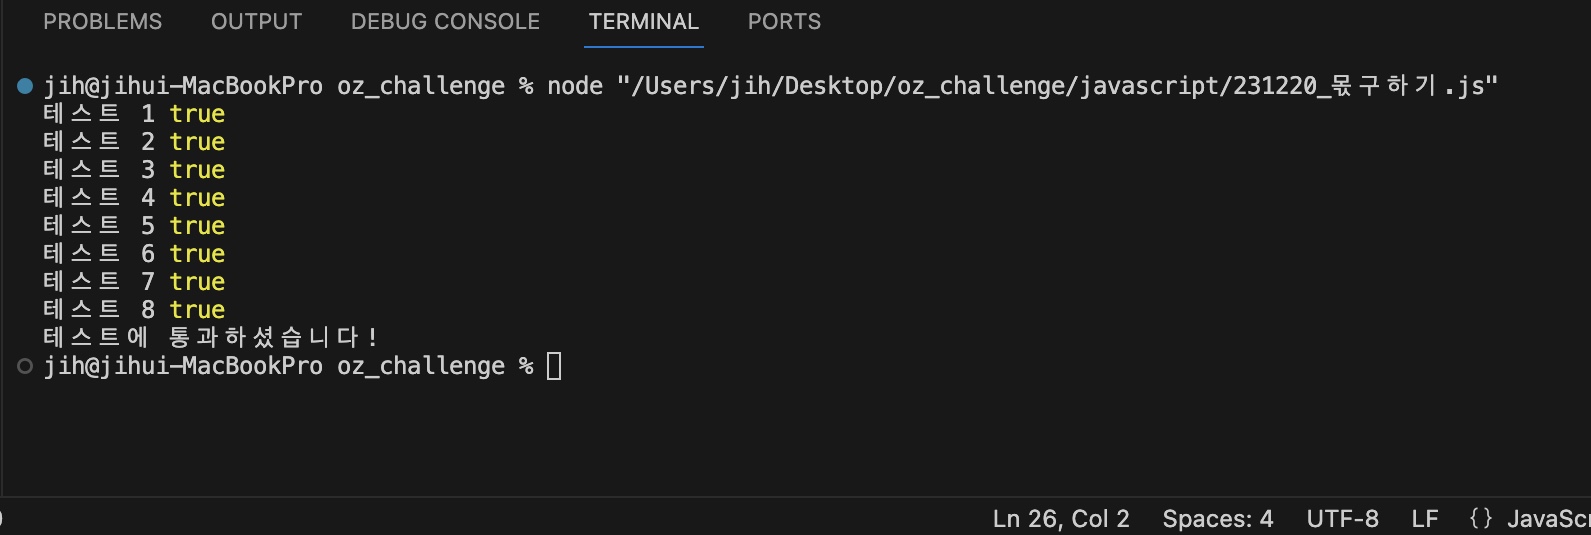 PROBLEMS OUTPUT DEBUG CONSOLE TERMINAL PORTS
jih@jihui-MacBookPro oz_challenge % node "/Users/jih/Desktop/oz_challenge/javascript/231220_몫구하기.js"
테스트 1 true
테스트 2 true
테스트 3 true
테스트 4 true
테스트 5 true
테스트 6 true
테스트 7 true
테스트 8 true
테스트에 통과하셨습니다!
jih@jihui-MacBookPro oz_challenge %
Ln 26, Col 2 Spaces: 4 UTF-8 LF {}